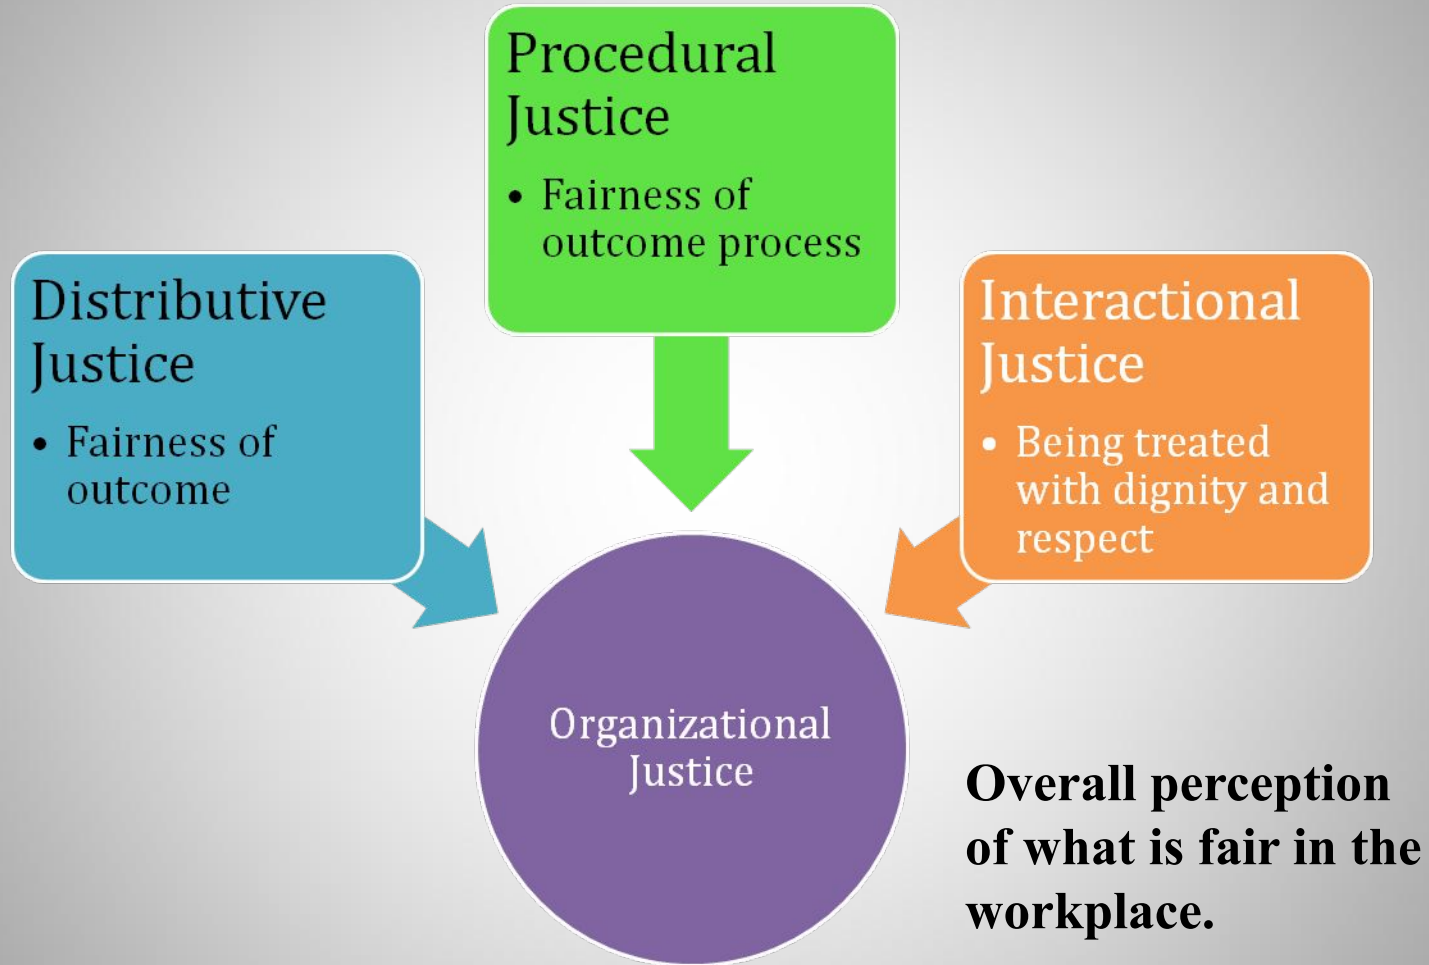 Procedural
Justice
• Fairness of
outcome process
Distributive
Justice
• Fairness of
outcome
Interactional
Justice
• Being treated
with dignity and
respect
Organizational
Justice
Overall perception
of what is fair in the
workplace.